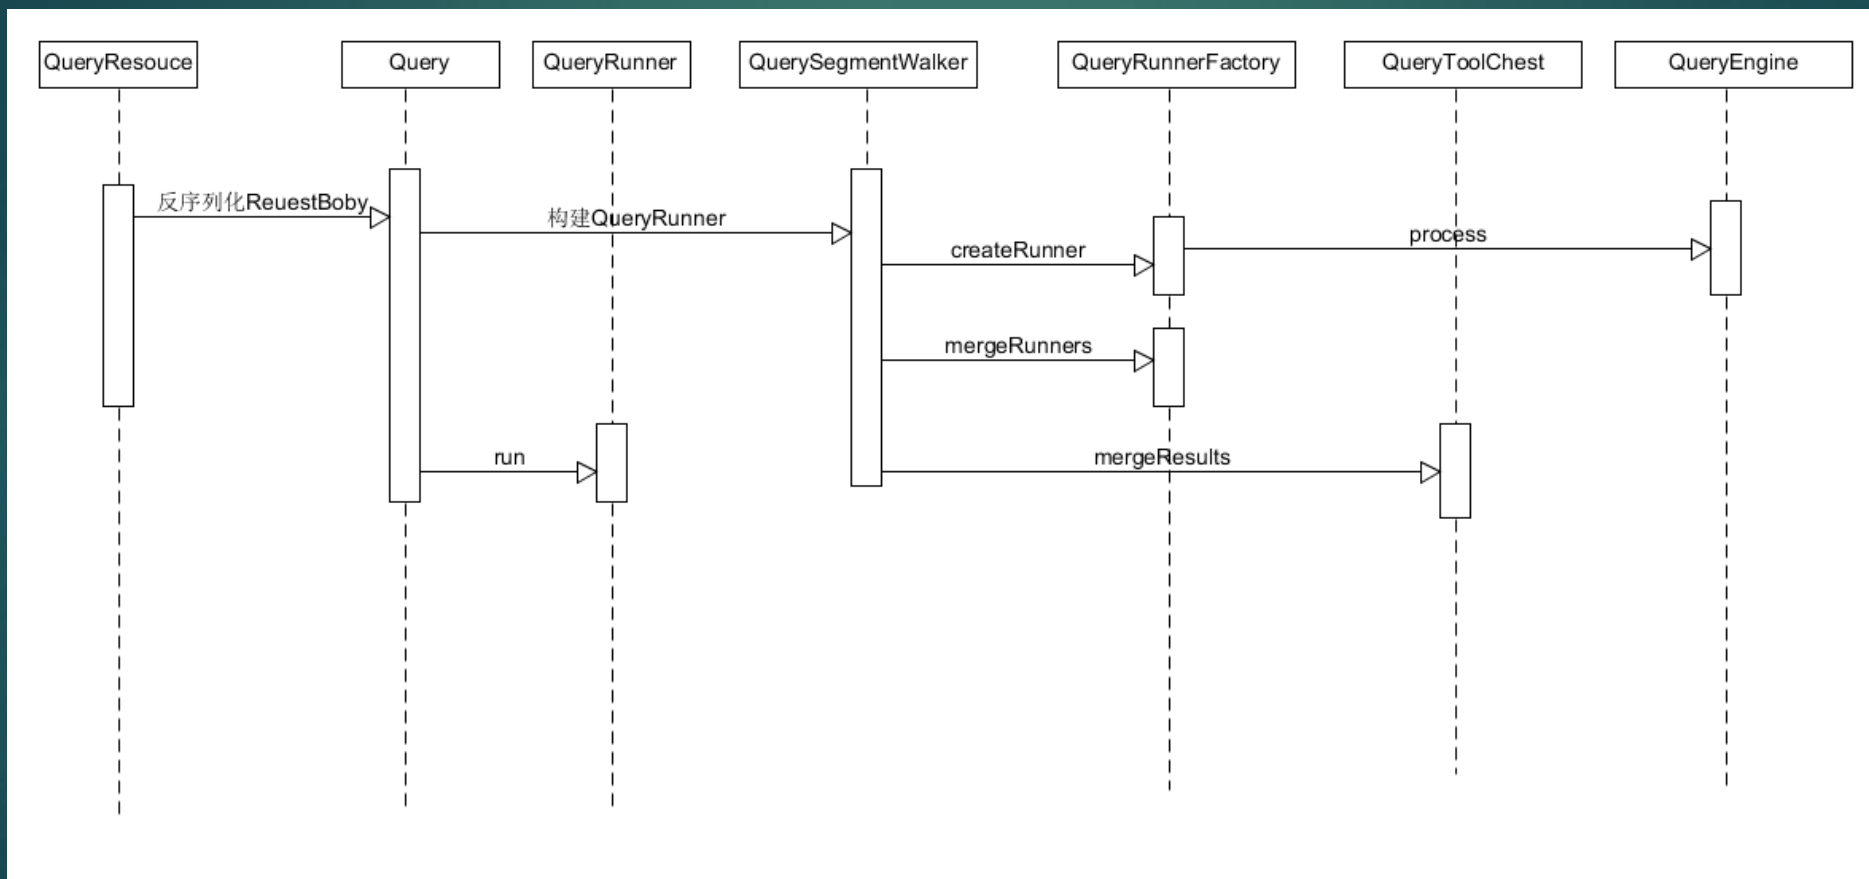 QueryResouce
Query
QueryRunner
QuerySegmentWalker
QueryRunnerFactory
QueryToolChest
QueryEngine
反序列化ReuestBoby
构建QueryRunner
process
createRunner
mergeRunners
run
mergeResults